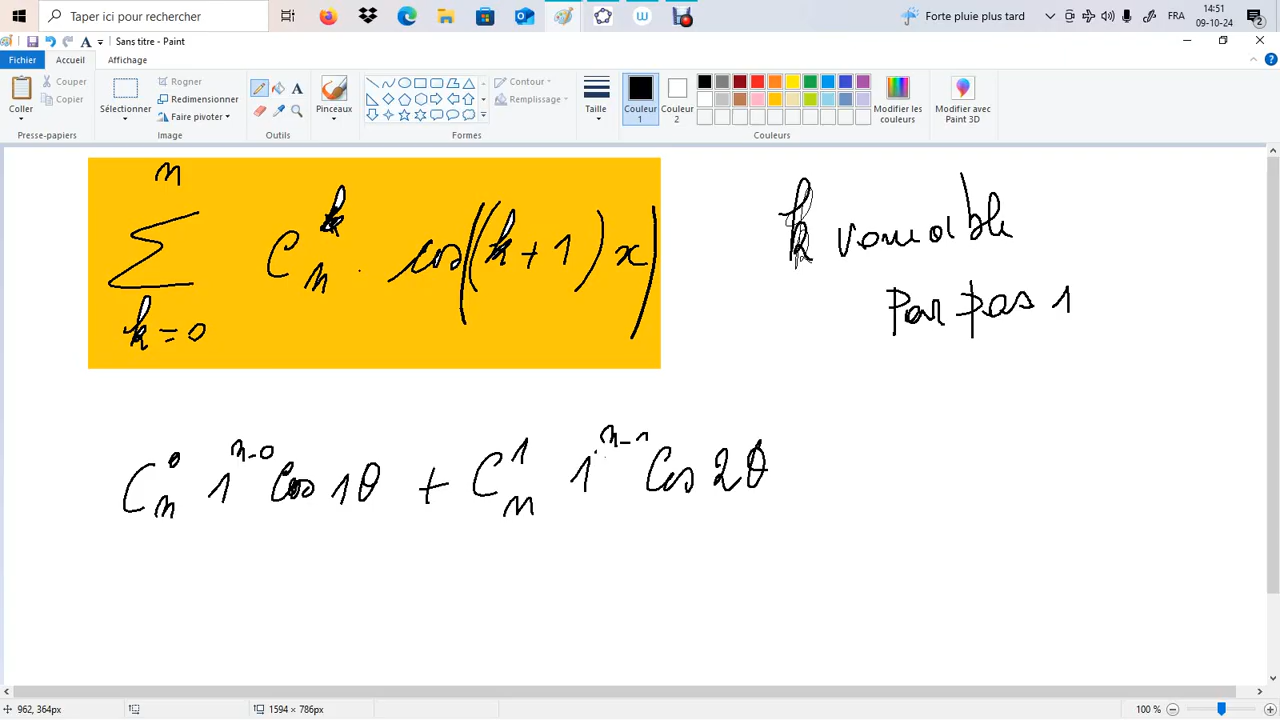 Taper ici pour rechercher
Forte pluie plus tard
FRA
14:51
09-10-24
2
Sans titre - Paint
Fichier Accueil Affichage
Coller
Couper
Copier
Presse-papiers
Sélectionner
Rogner
Redimensionner
Faire pivoter
Image
Outils
Pinceaux
Contour
Remplissage
Formes
Taille
Couleur 1
Couleur 2
Couleurs
Modifier les couleurs
Modifier avec Paint 3D
n
∑ C_n^k . cos((k+1)x)
k=0
k variable
Par pas 1
C_n^0 1^{n-0} Cos 1θ + C_n^1 1^{n-1} Cos 2θ
962, 364px
1594 × 786px
100 %